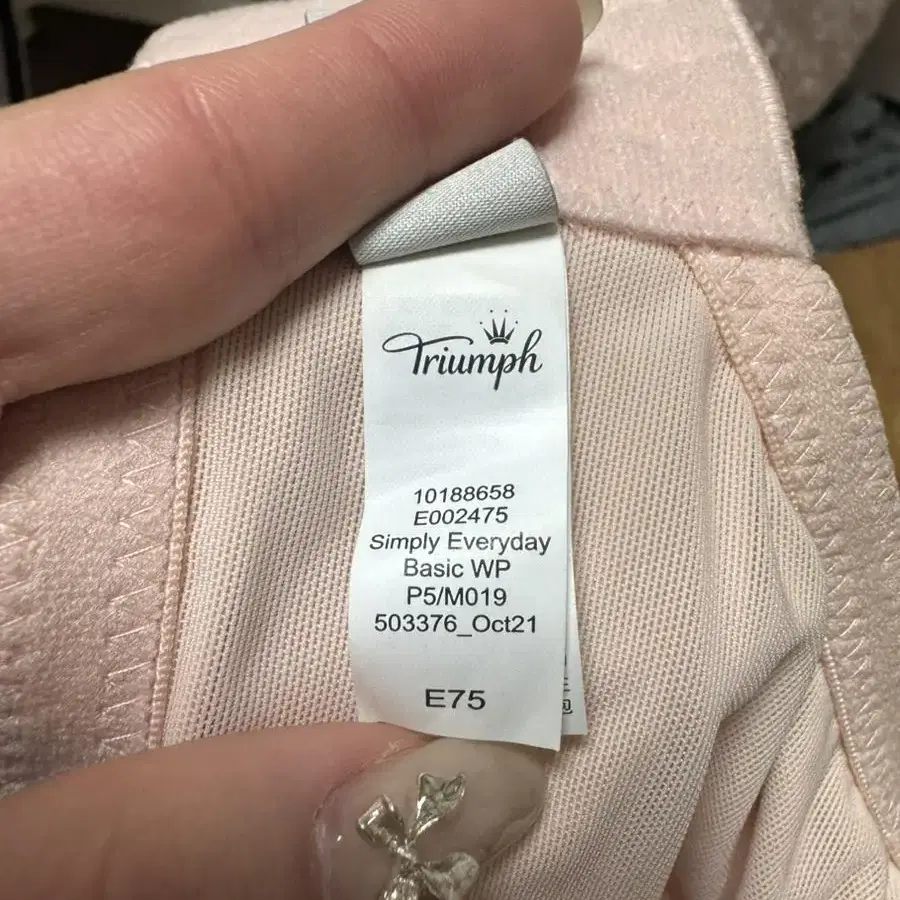 Triumph
10188658
E002475
Simply Everyday
Basic WP
P5/M019
503376_Oct21
E75